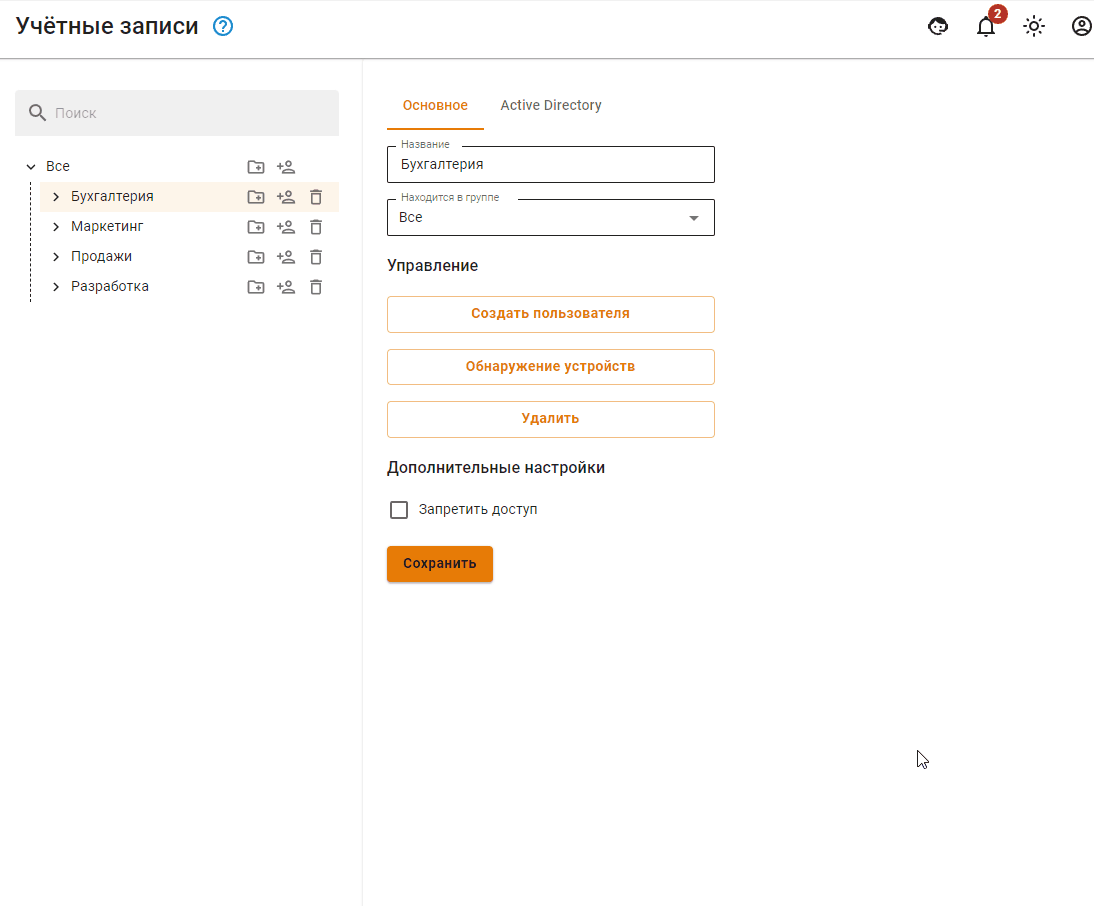 Учётные записи
2
Поиск
Все
Бухгалтерия
Маркетинг
Продажи
Разработка
Основное
Active Directory
Название
Бухгалтерия
Находится в группе
Все
Управление
Создать пользователя
Обнаружение устройств
Удалить
Дополнительные настройки
Запретить доступ
Сохранить